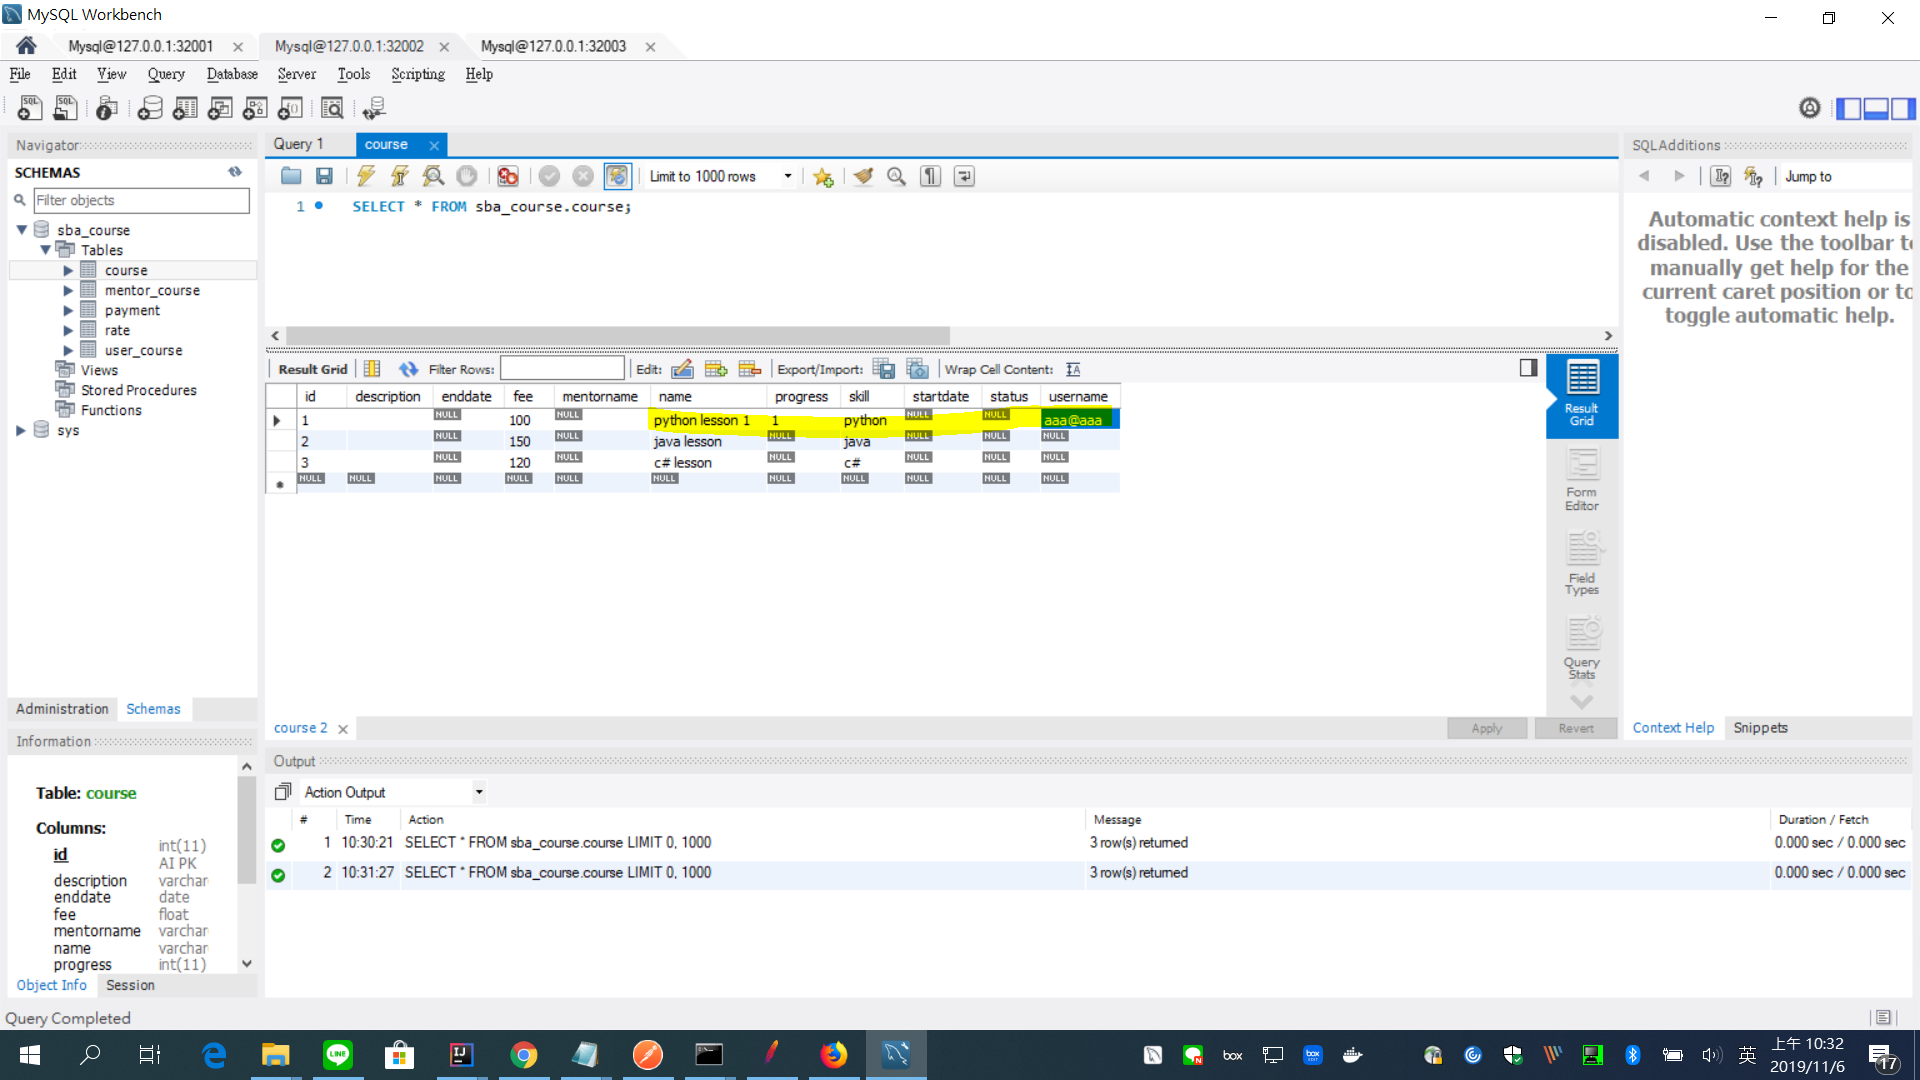 MySQL Workbench
Mysql@127.0.0.1:32001
Mysql@127.0.0.1:32002
Mysql@127.0.0.1:32003
File Edit View Query Database Server Tools Scripting Help
Navigator
SCHEMAS
Filter objects
sba_course
Tables
course
mentor_course
payment
rate
user_course
Views
Stored Procedures
Functions
sys
Administration Schemas
Information
Table: course
Columns:
id int(11) AI PK
description varchar
enddate date
fee float
mentorname varchar
name varchar
progress int(11)
Object Info Session
Query 1 course
Limit to 1000 rows
1 SELECT * FROM sba_course.course;
Result Grid Filter Rows: Edit: Export/Import: Wrap Cell Content:
id description enddate fee mentorname name progress skill startdate status username
1 NULL 100 NULL python lesson 1 1 python NULL NULL aaa@aaa
2 NULL 150 NULL java lesson NULL java NULL NULL NULL
3 NULL 120 NULL c# lesson NULL c# NULL NULL NULL
NULL NULL NULL NULL NULL NULL NULL NULL NULL NULL NULL
Result Grid
Form Editor
Field Types
Query Stats
course 2
Apply Revert
SQLAdditions
Jump to
Automatic context help is
disabled. Use the toolbar to
manually get help for the
current caret position or to
toggle automatic help.
Context Help Snippets
Output
Action Output
# Time Action Message Duration / Fetch
1 10:30:21 SELECT * FROM sba_course.course LIMIT 0, 1000 3 row(s) returned 0.000 sec / 0.000 sec
2 10:31:27 SELECT * FROM sba_course.course LIMIT 0, 1000 3 row(s) returned 0.000 sec / 0.000 sec
Query Completed
LINE
IJ
box
box
英
上午 10:32
2019/11/6
17